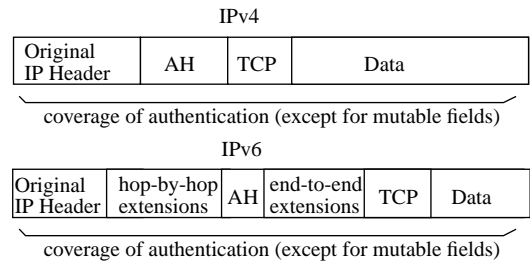 IPv4
Original
IP Header
AH
TCP
Data
coverage of authentication (except for mutable fields)
IPv6
Original
IP Header
hop-by-hop
extensions
AH
end-to-end
extensions
TCP
Data
coverage of authentication (except for mutable fields)